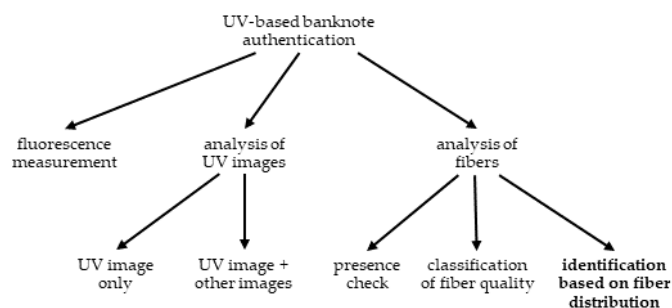 UV-based banknote
authentication
fluorescence
measurement
analysis of
UV images
analysis of
fibers
UV image
only
UV image +
other images
presence
check
classification
of fiber quality
identification
based on fiber
distribution